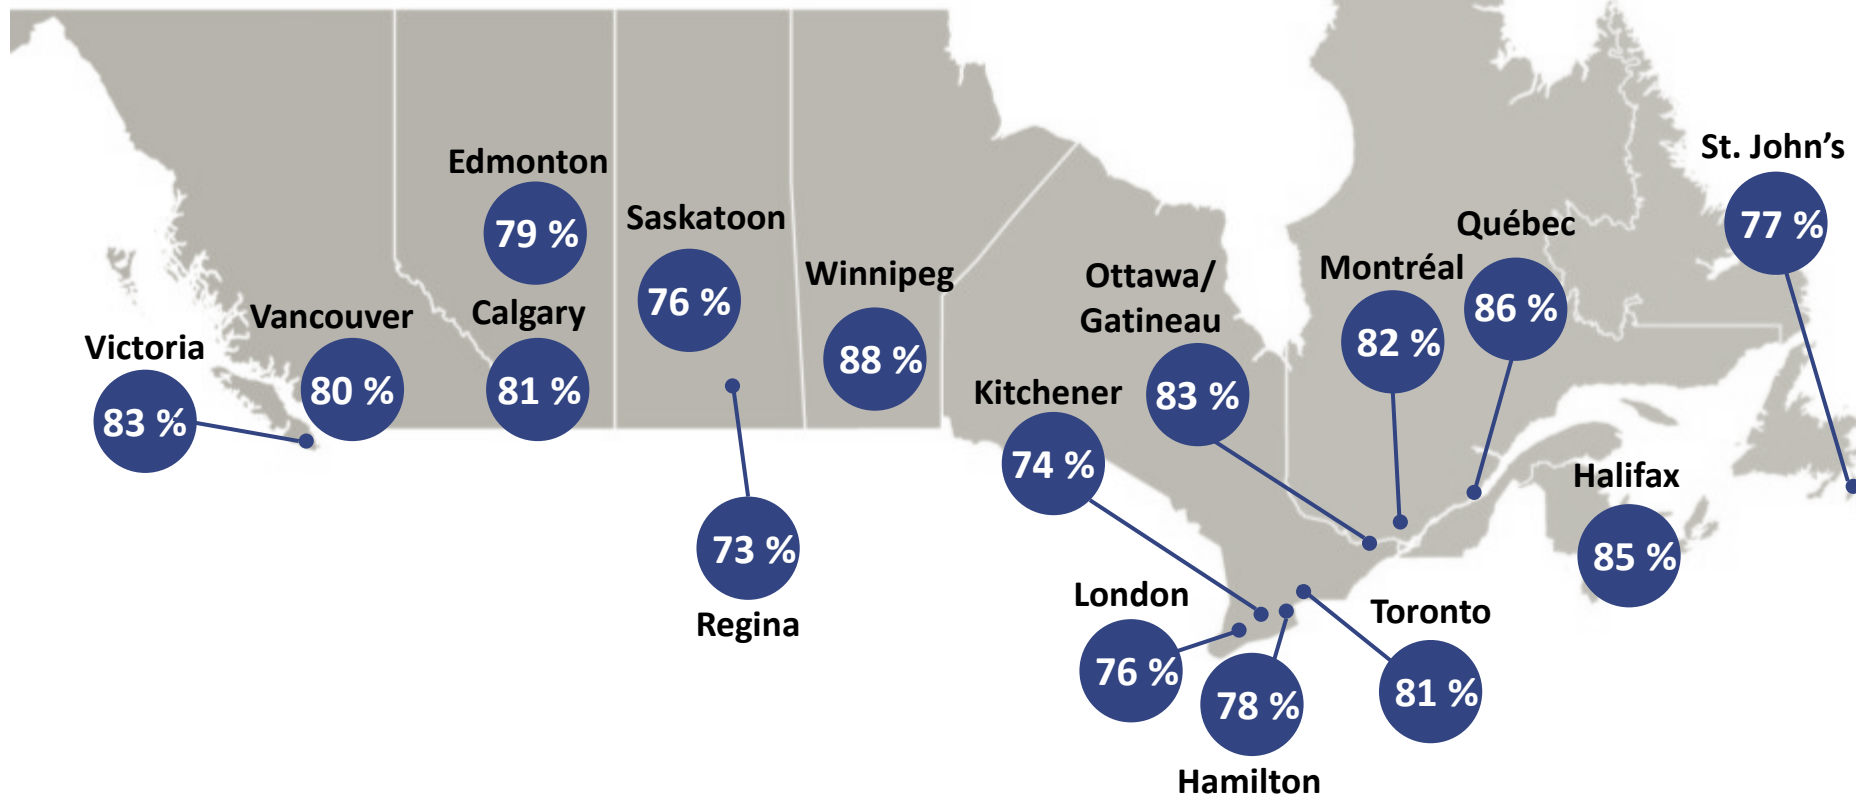 Victoria
83 %
Vancouver
80 %
Edmonton
79 %
Calgary
81 %
Saskatoon
76 %
73 %
Regina
Winnipeg
88 %
Kitchener
74 %
Ottawa/
Gatineau
83 %
Montréal
82 %
Québec
86 %
St. John’s
77 %
Halifax
85 %
London
76 %
78 %
Hamilton
Toronto
81 %